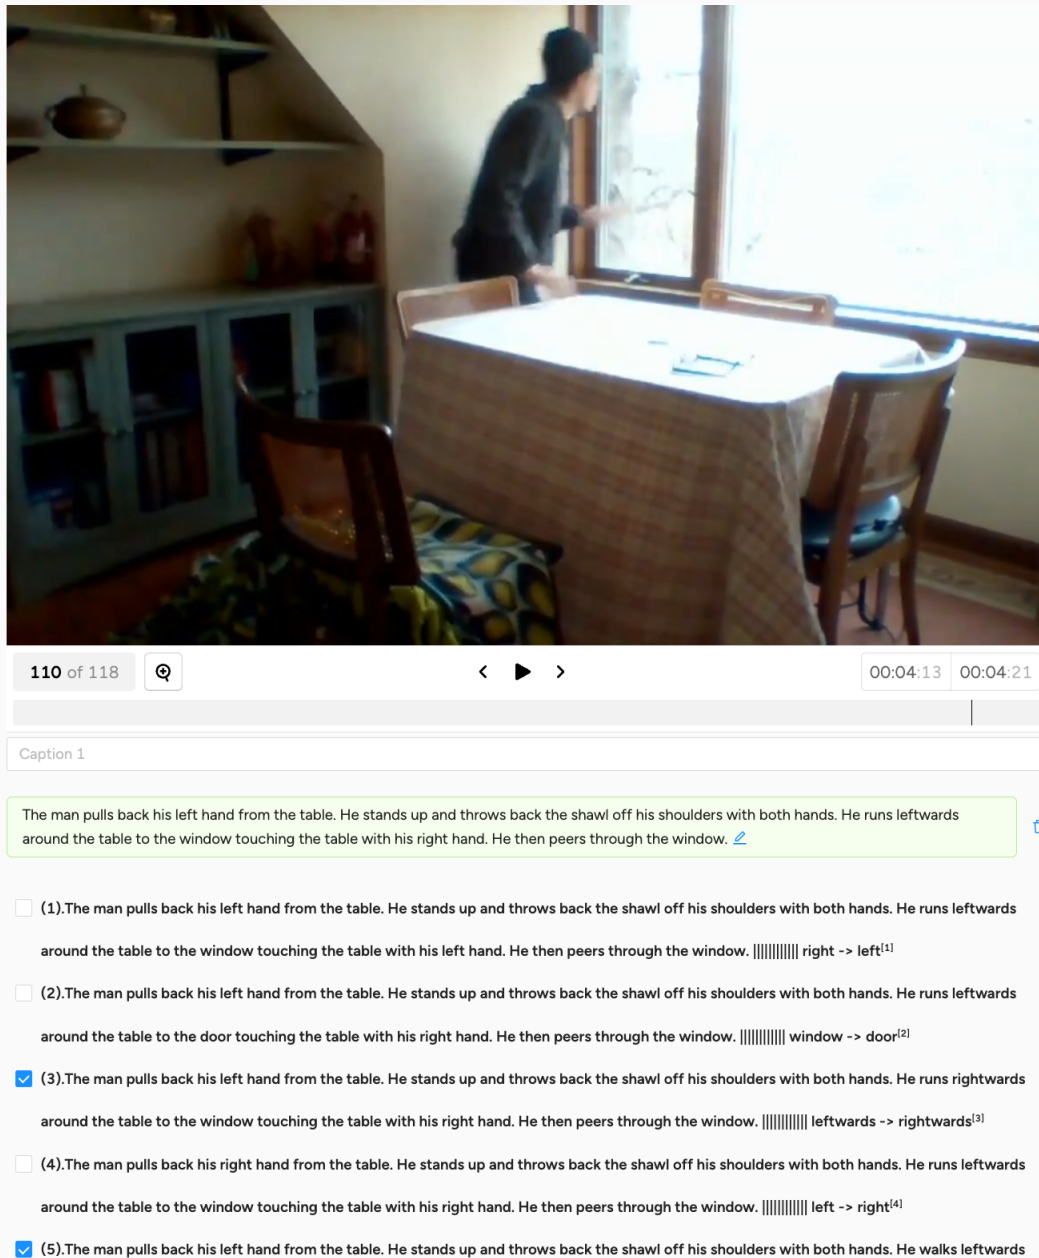 110 of 118
00:04:13 00:04:21
Caption 1
The man pulls back his left hand from the table. He stands up and throws back the shawl off his shoulders with both hands. He runs leftwards
around the table to the window touching the table with his right hand. He then peers through the window.
(1).The man pulls back his left hand from the table. He stands up and throws back the shawl off his shoulders with both hands. He runs leftwards
around the table to the window touching the table with his left hand. He then peers through the window. |||||||||||| right -> left[1]
(2).The man pulls back his left hand from the table. He stands up and throws back the shawl off his shoulders with both hands. He runs leftwards
around the table to the door touching the table with his right hand. He then peers through the window. |||||||||||| window -> door[2]
(3).The man pulls back his left hand from the table. He stands up and throws back the shawl off his shoulders with both hands. He runs rightwards
around the table to the window touching the table with his right hand. He then peers through the window. |||||||||||| leftwards -> rightwards[3]
(4).The man pulls back his right hand from the table. He stands up and throws back the shawl off his shoulders with both hands. He runs leftwards
around the table to the window touching the table with his right hand. He then peers through the window. |||||||||||| left -> right[4]
(5).The man pulls back his left hand from the table. He stands up and throws back the shawl off his shoulders with both hands. He walks leftwards